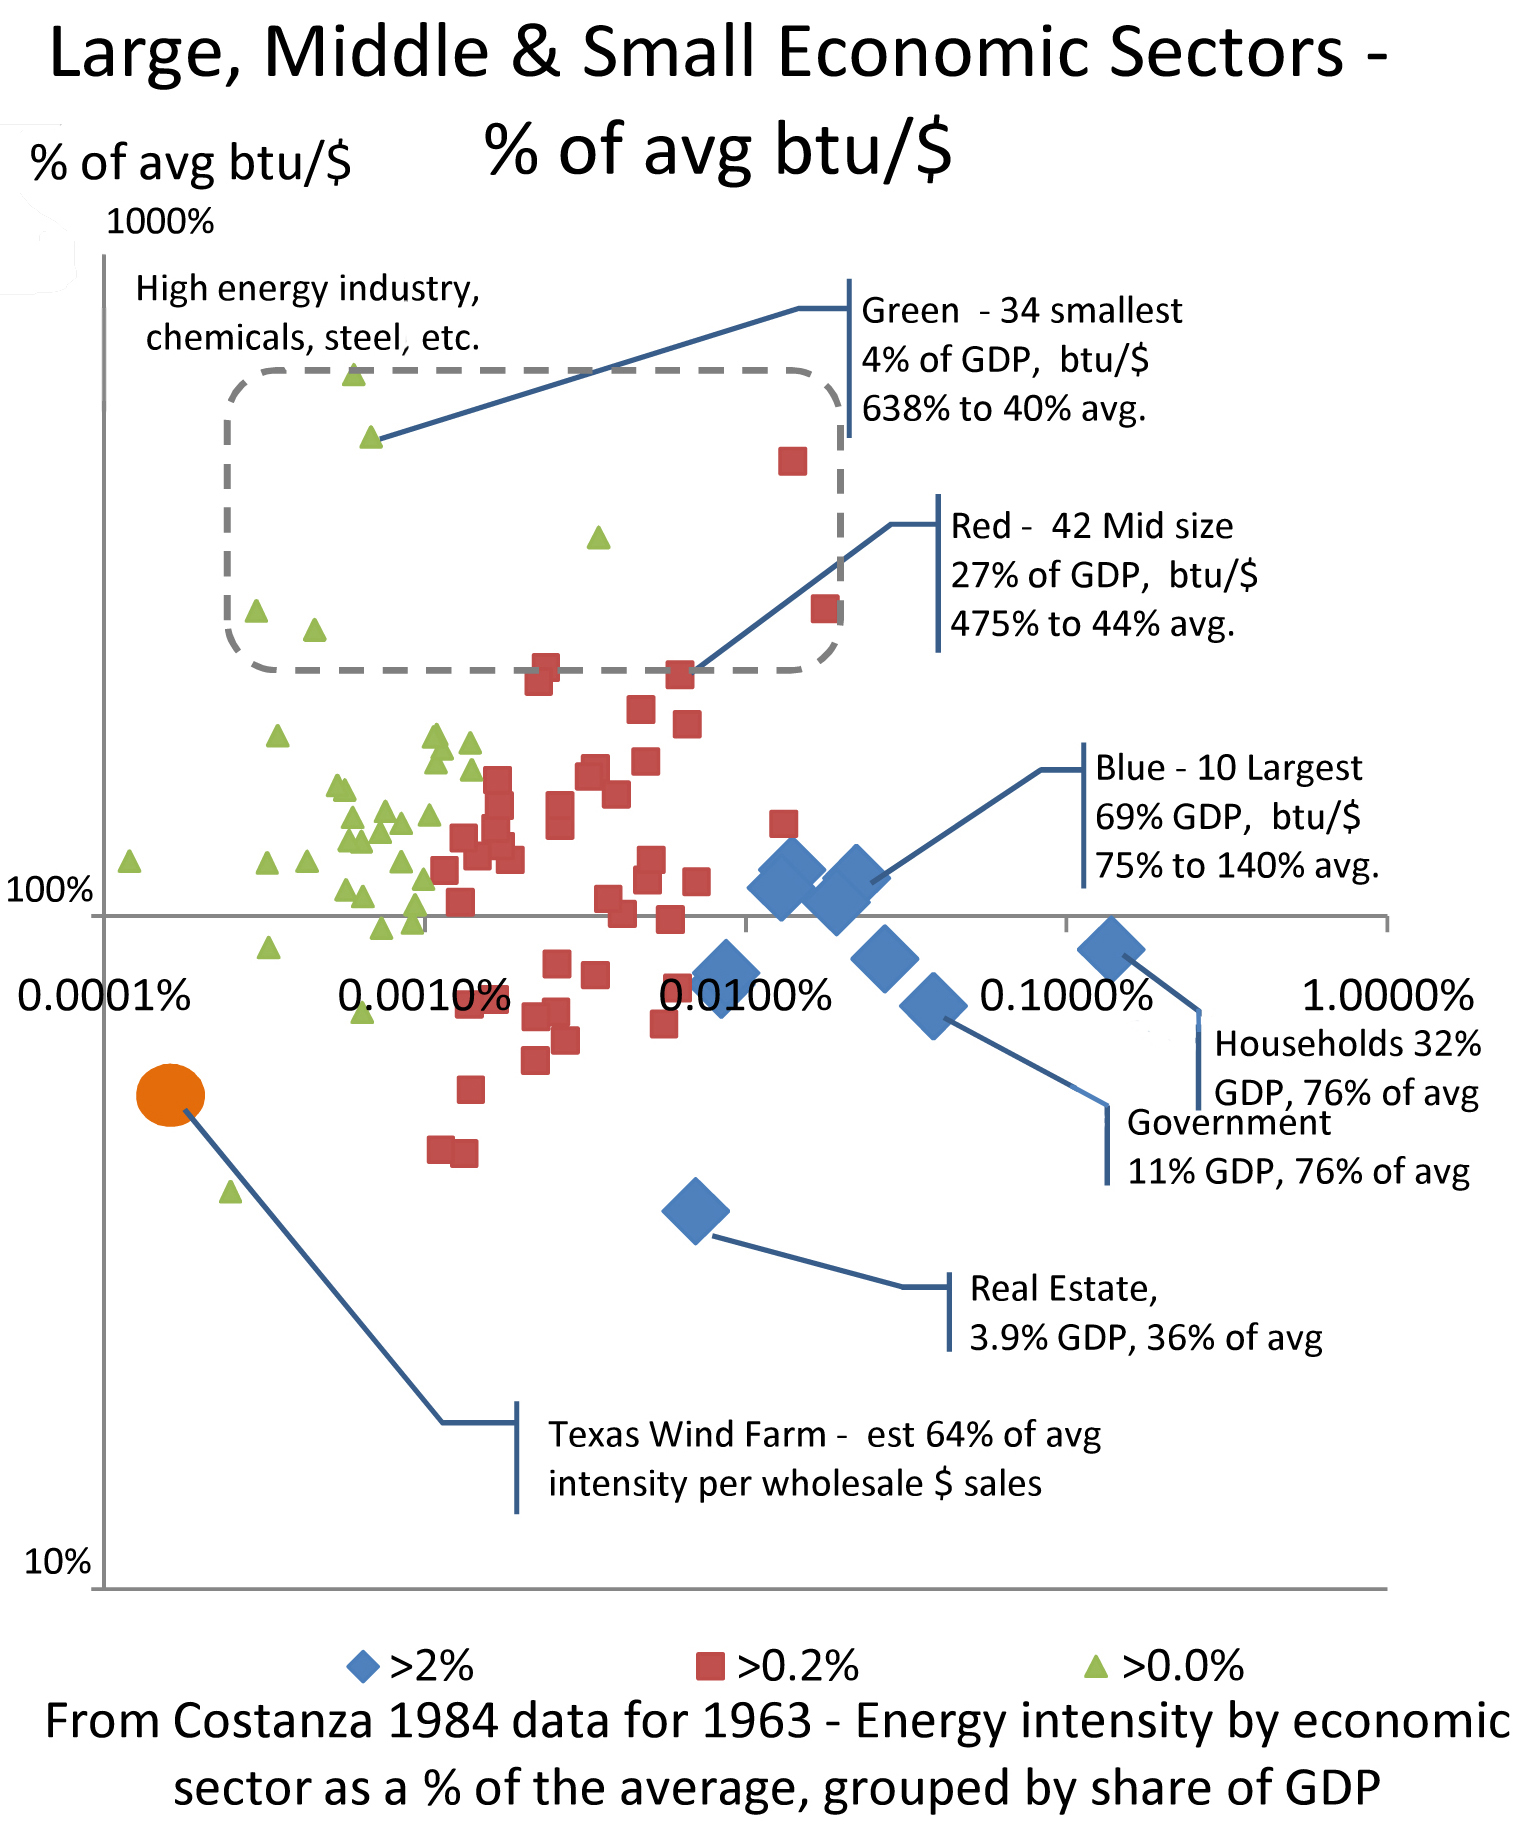 Large, Middle & Small Economic Sectors -
% of avg btu/$
% of avg btu/$
1000%
High energy industry,
chemicals, steel, etc.
Green - 34 smallest
4% of GDP, btu/$
638% to 40% avg.
Red - 42 Mid size
27% of GDP, btu/$
475% to 44% avg.
Blue - 10 Largest
69% GDP, btu/$
75% to 140% avg.
100%
0.0001%
0.0010%
0.0100%
0.1000%
1.0000%
Households 32%
GDP, 76% of avg
Government
11% GDP, 76% of avg
Real Estate,
3.9% GDP, 36% of avg
Texas Wind Farm - est 64% of avg
intensity per wholesale $ sales
10%
>2%
>0.2%
>0.0%
From Costanza 1984 data for 1963 - Energy intensity by economic
sector as a % of the average, grouped by share of GDP